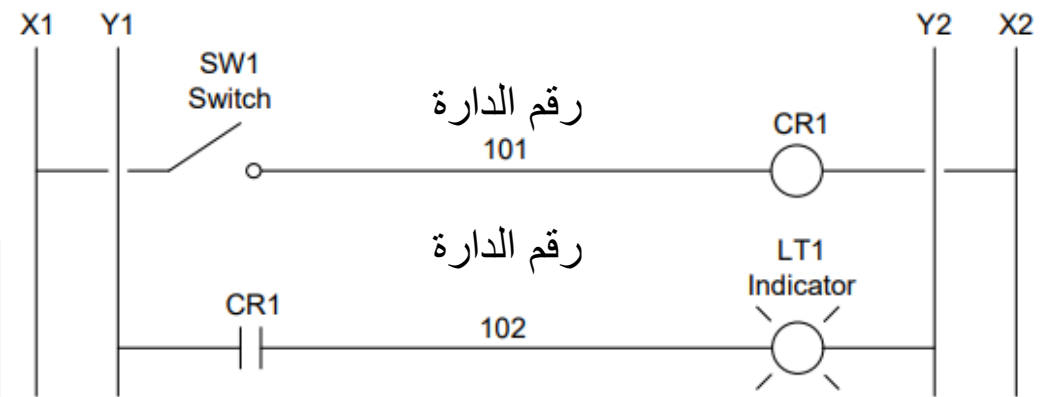 X1 Y1 Y2 X2
SW1
Switch
رقم الدارة
101
CR1
رقم الدارة
LT1
Indicator
CR1
102